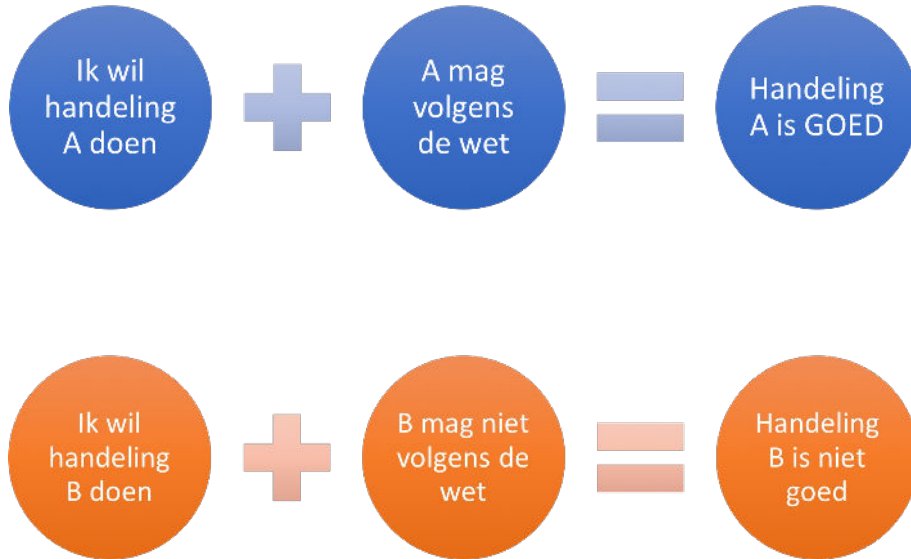 Ik wil
handeling
A doen
A mag
volgens
de wet
Handeling
A is GOED
Ik wil
handeling
B doen
B mag niet
volgens de
wet
Handeling
B is niet
goed